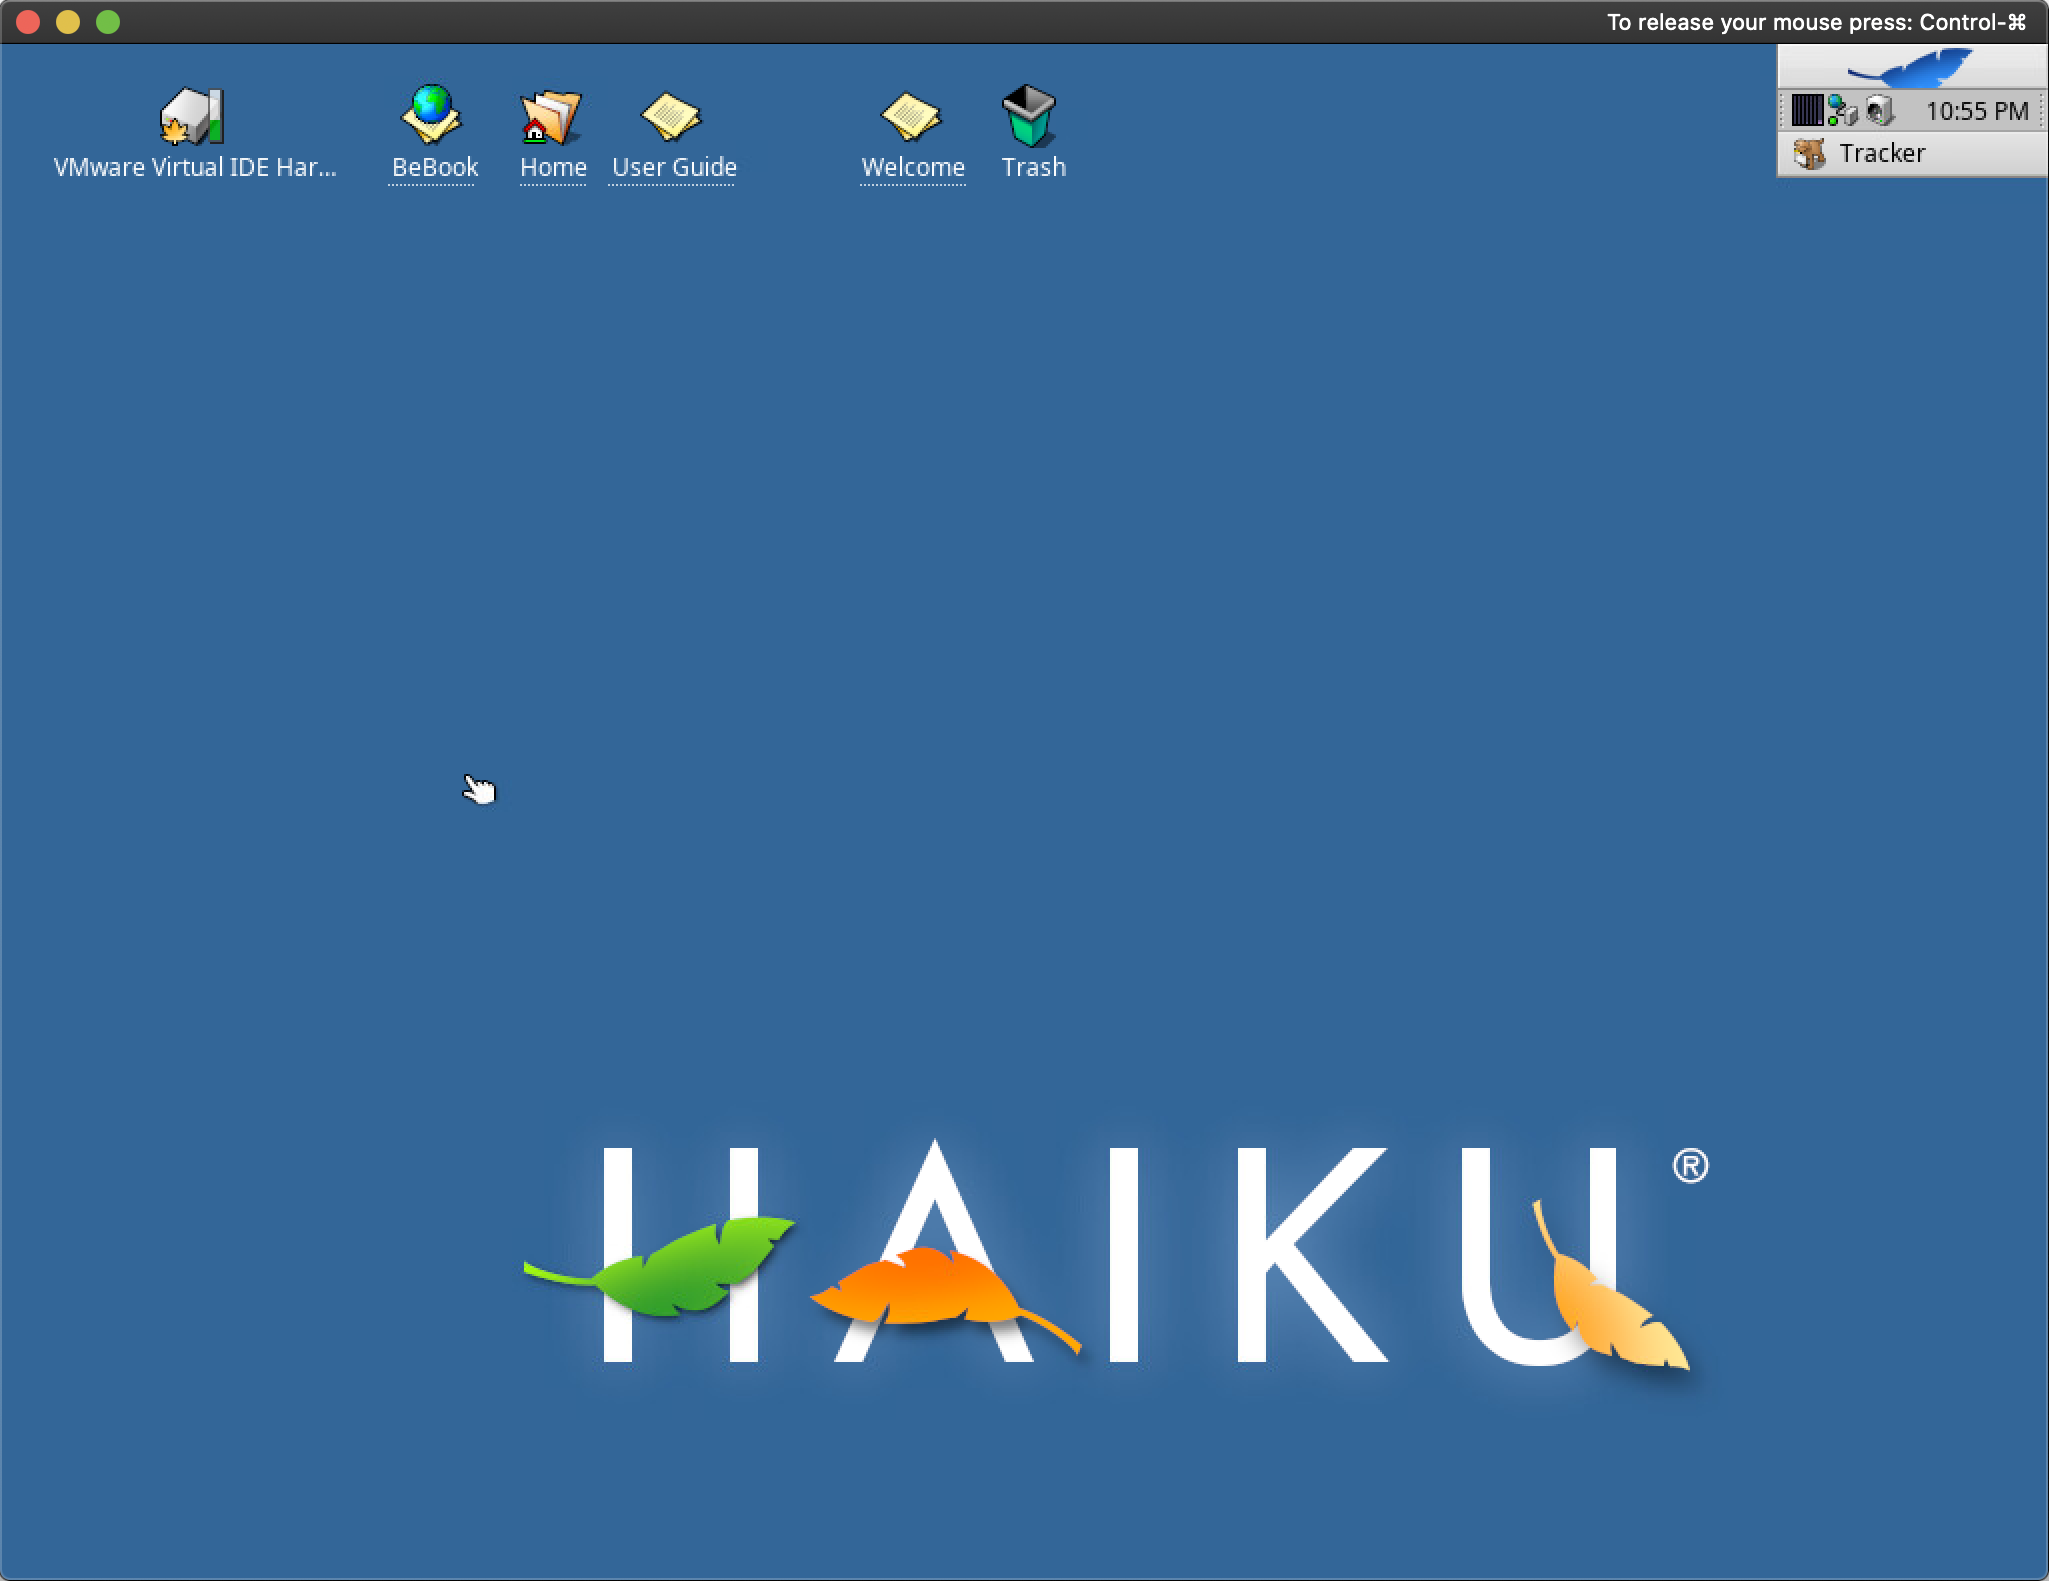 To release your mouse press: Control-⌘
10:55 PM
Tracker
VMware Virtual IDE Har...
BeBook
Home
User Guide
Welcome
Trash
HAIKU®